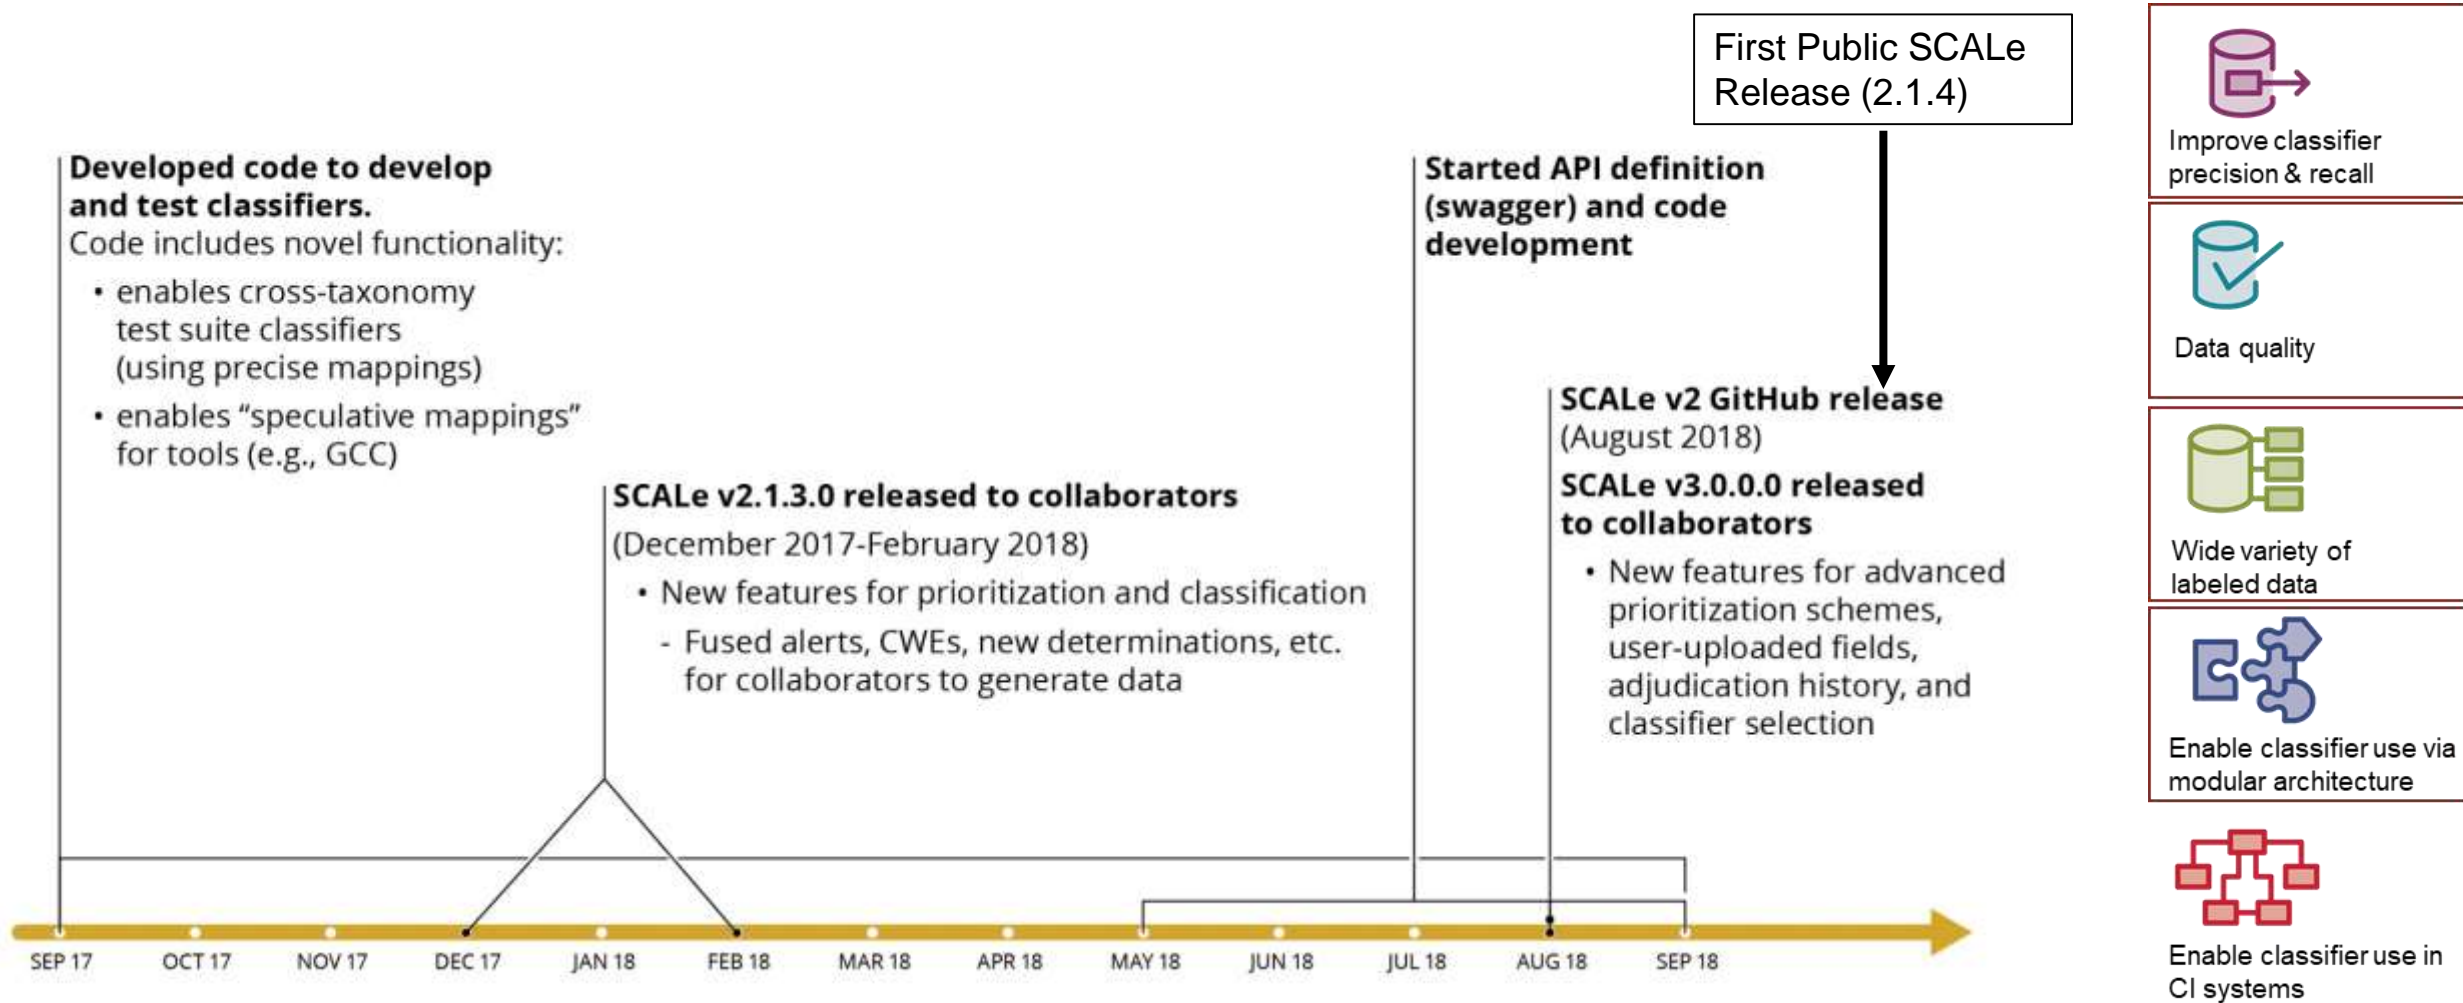 First Public SCALe
Release (2.1.4)
Developed code to develop
and test classifiers.
Code includes novel functionality:
• enables cross-taxonomy
test suite classifiers
(using precise mappings)
• enables “speculative mappings”
for tools (e.g., GCC)
SCALe v2.1.3.0 released to collaborators
(December 2017-February 2018)
• New features for prioritization and classification
- Fused alerts, CWEs, new determinations, etc.
for collaborators to generate data
Started API definition
(swagger) and code
development
SCALe v2 GitHub release
(August 2018)
SCALe v3.0.0.0 released
to collaborators
• New features for advanced
prioritization schemes,
user-uploaded fields,
adjudication history, and
classifier selection
SEP 17 OCT 17 NOV 17 DEC 17 JAN 18 FEB 18 MAR 18 APR 18 MAY 18 JUN 18 JUL 18 AUG 18 SEP 18
Improve classifier
precision & recall
Data quality
Wide variety of
labeled data
Enable classifier use via
modular architecture
Enable classifier use in
CI systems